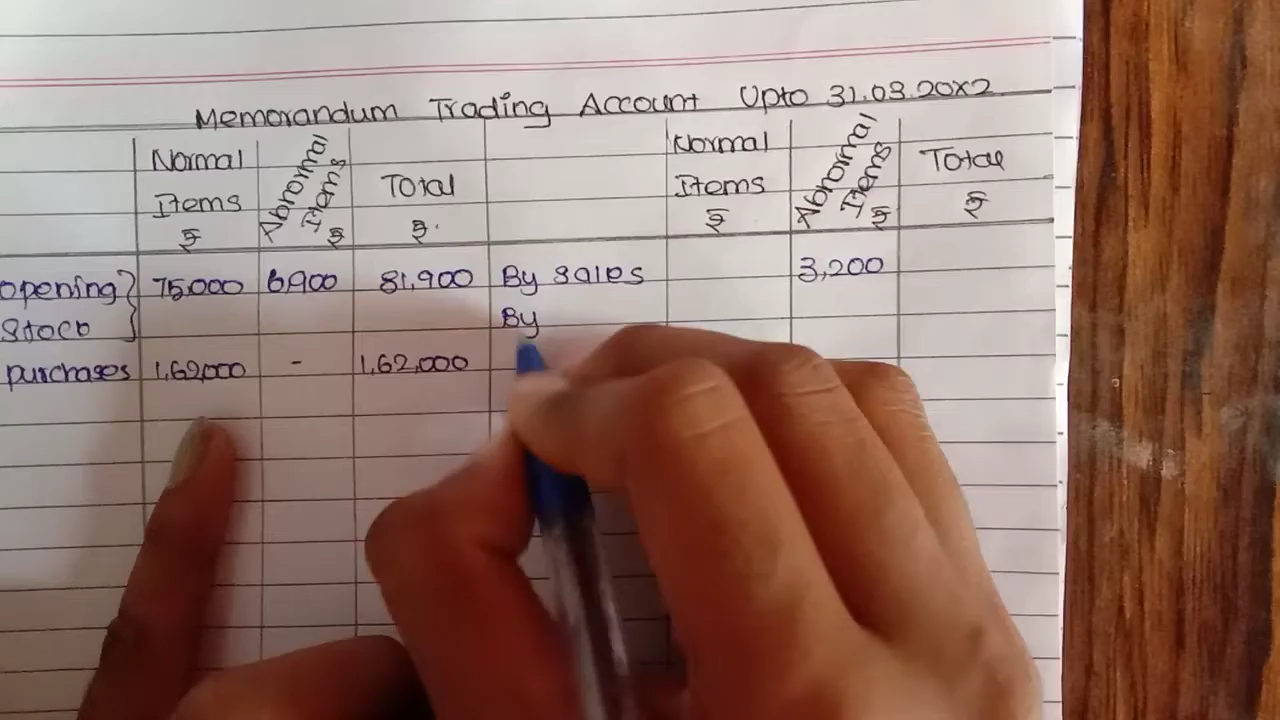 Memorandum Trading Account Upto 31.03.20x2
Normal Items ₹ Abnormal Items ₹ Total ₹ Normal Items ₹ Abnormal Items ₹ Total ₹
opening Stock } 75,000 6,900 81,900 By sales 3,200
By
purchases 1,62,000 - 1,62,000